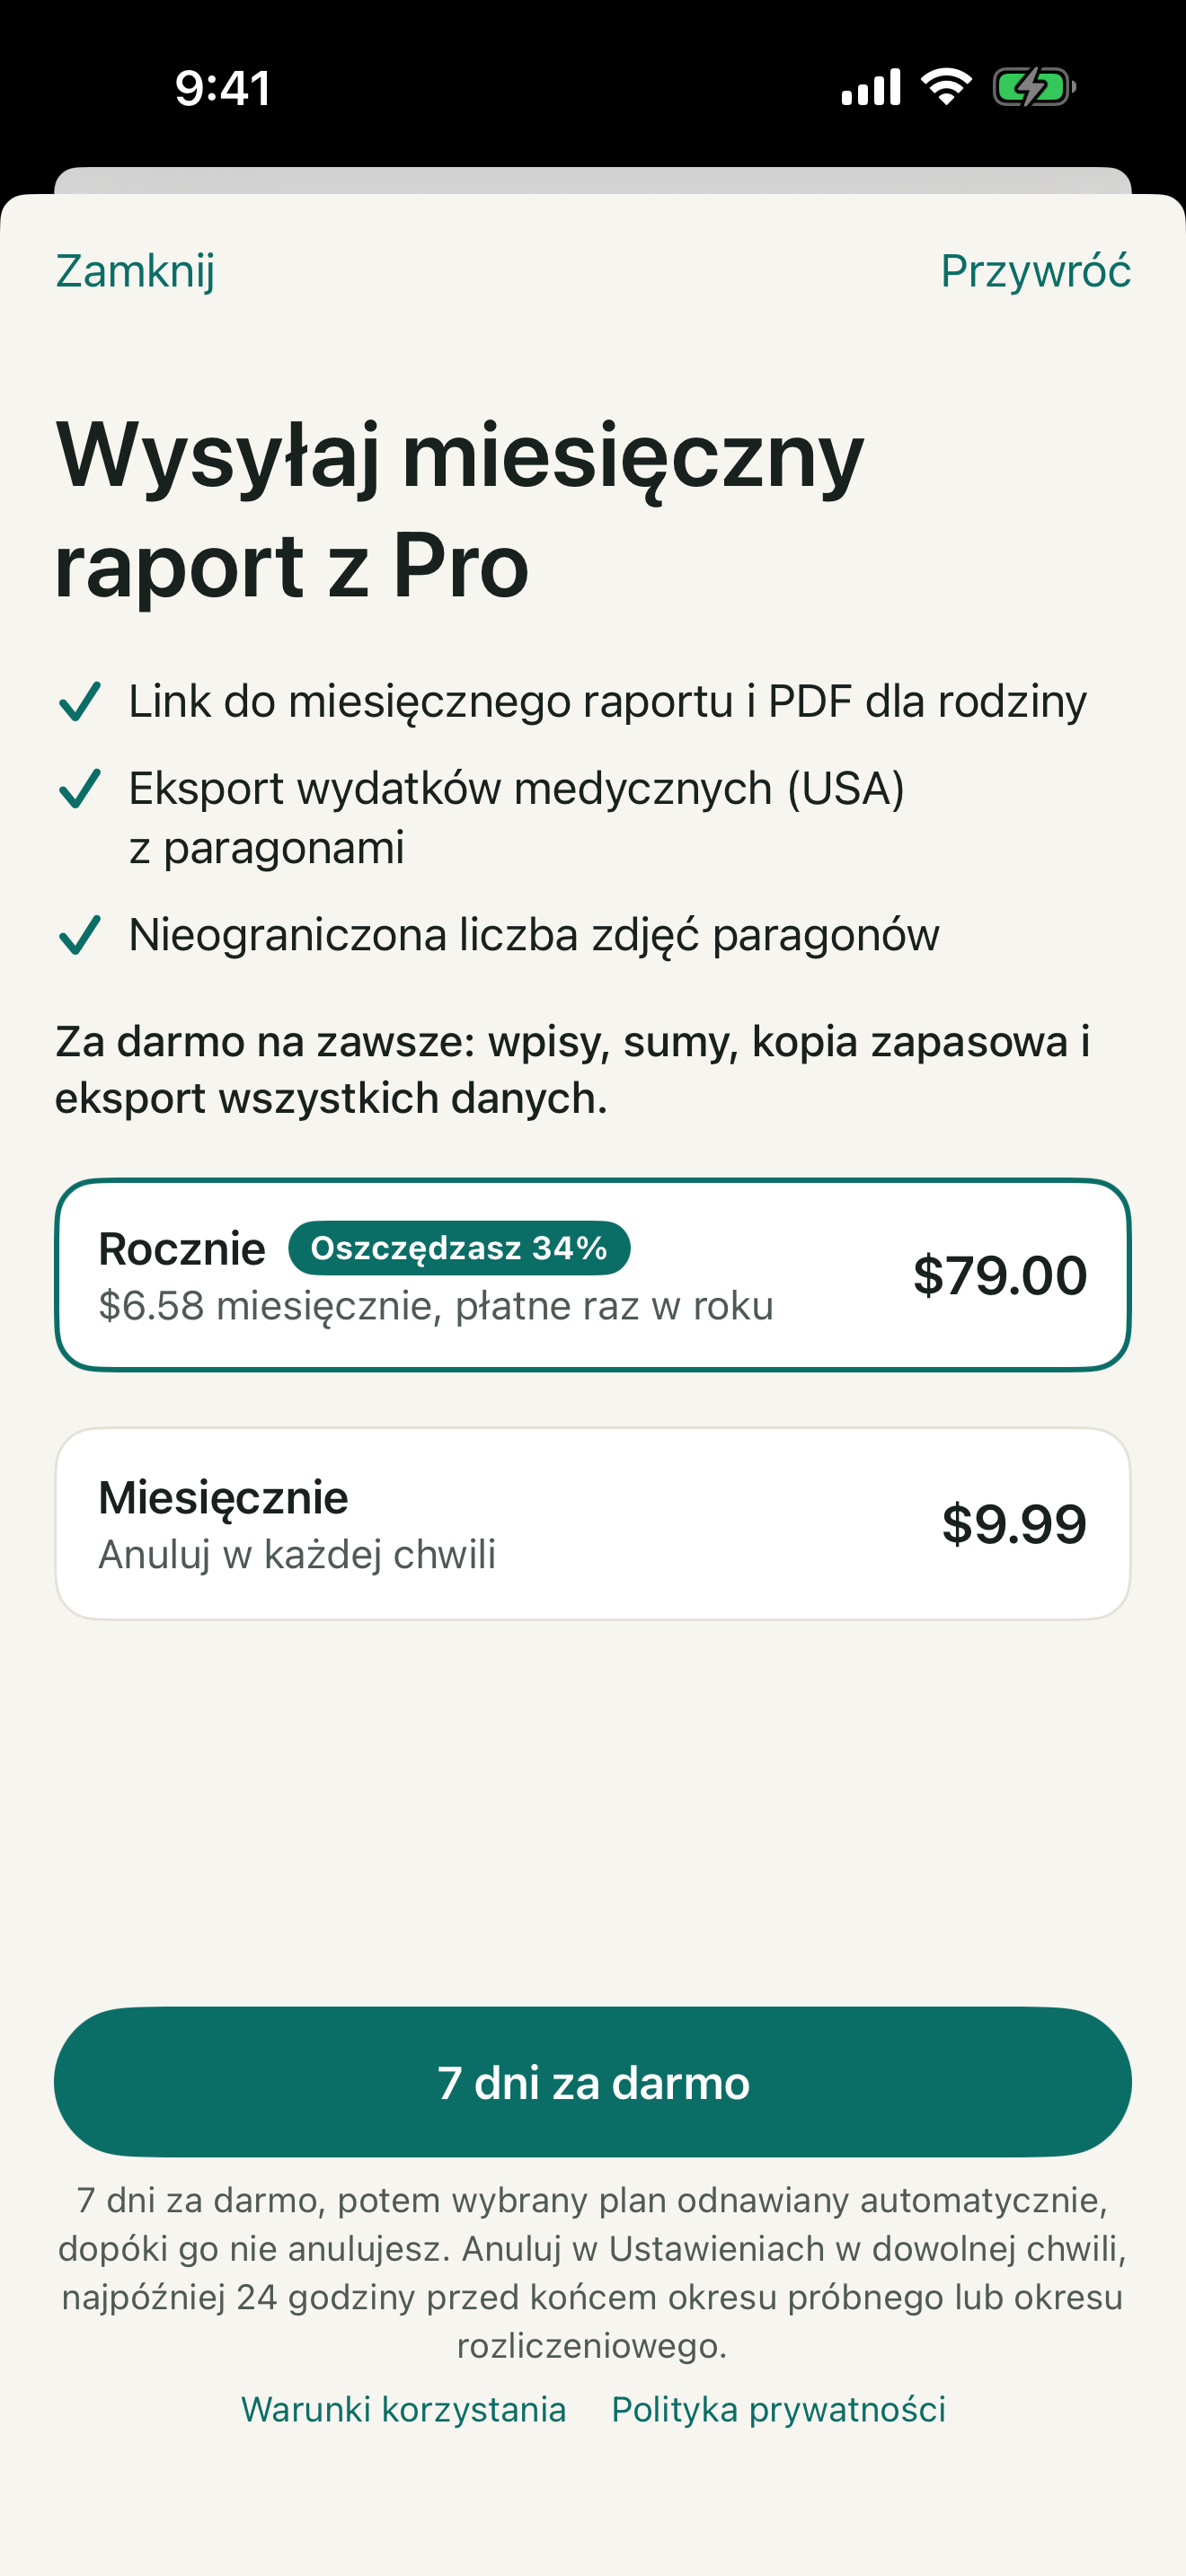 9:41
Zamknij
Przywróć
Wysyłaj miesięczny
raport z Pro
Link do miesięcznego raportu i PDF dla rodziny
Eksport wydatków medycznych (USA)
z paragonami
Nieograniczona liczba zdjęć paragonów
Za darmo na zawsze: wpisy, sumy, kopia zapasowa i
eksport wszystkich danych.
Rocznie Oszczędzasz 34%
$6.58 miesięcznie, płatne raz w roku
$79.00
Miesięcznie
Anuluj w każdej chwili
$9.99
7 dni za darmo
7 dni za darmo, potem wybrany plan odnawiany automatycznie,
dopóki go nie anulujesz. Anuluj w Ustawieniach w dowolnej chwili,
najpóźniej 24 godziny przed końcem okresu próbnego lub okresu
rozliczeniowego.
Warunki korzystania Polityka prywatności